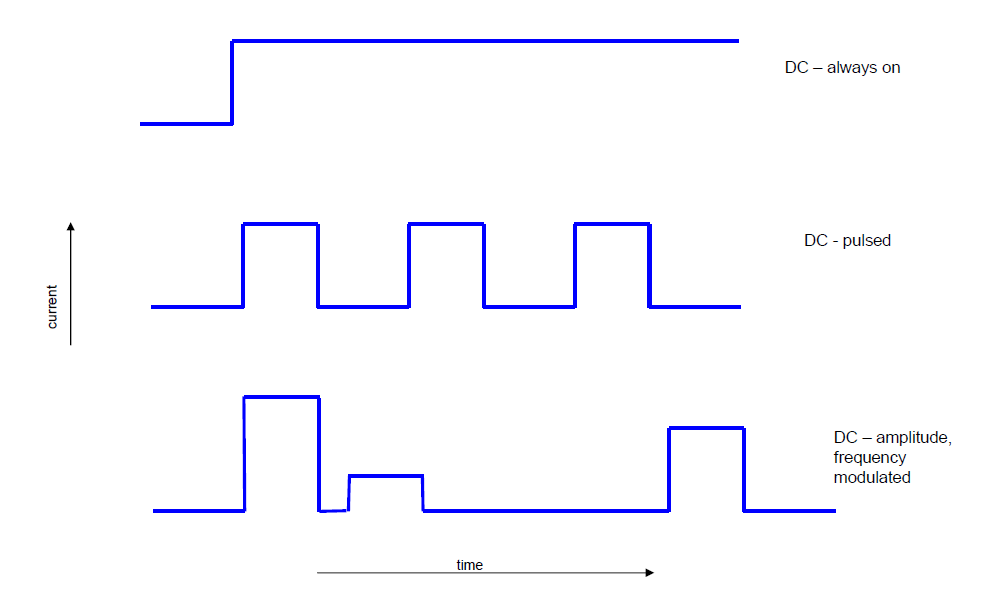 DC – always on
DC - pulsed
current
DC – amplitude,
frequency
modulated
time